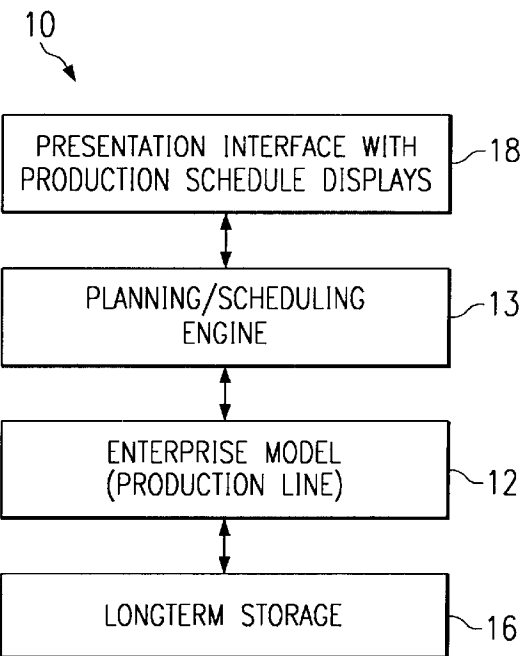 10
PRESENTATION INTERFACE WITH
PRODUCTION SCHEDULE DISPLAYS
18
PLANNING/SCHEDULING
ENGINE
13
ENTERPRISE MODEL
(PRODUCTION LINE)
12
LONGTERM STORAGE
16